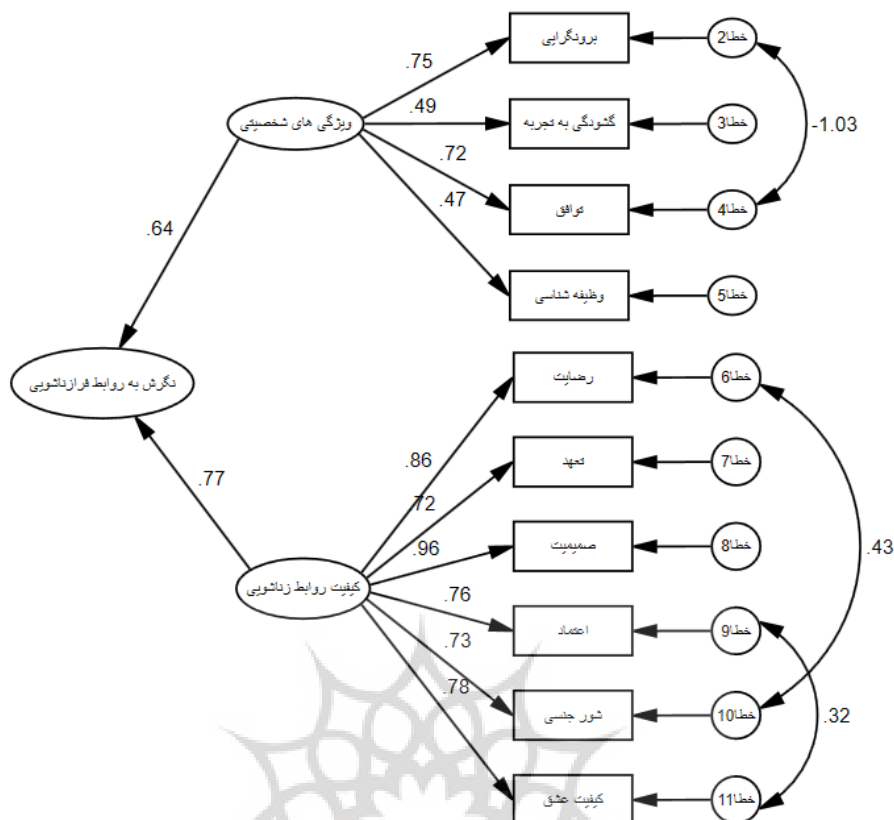 برونگرایی
خطا2
.75
ویژگی های شخصیتی
.49
گشودگی به تجربه
خطا3
-1.03
.72
توافق
خطا4
.47
.64
وظیفه شناسی
خطا5
نگرش به روابط فرازناشویی
رضایت
خطا6
.86
تعهد
خطا7
.77
.72
.96
صمیمیت
خطا8
.43
کیفیت روابط زناشویی
.76
اعتماد
خطا9
.73
.78
شور جنسی
خطا10
.32
کیفیت عشق
خطا11